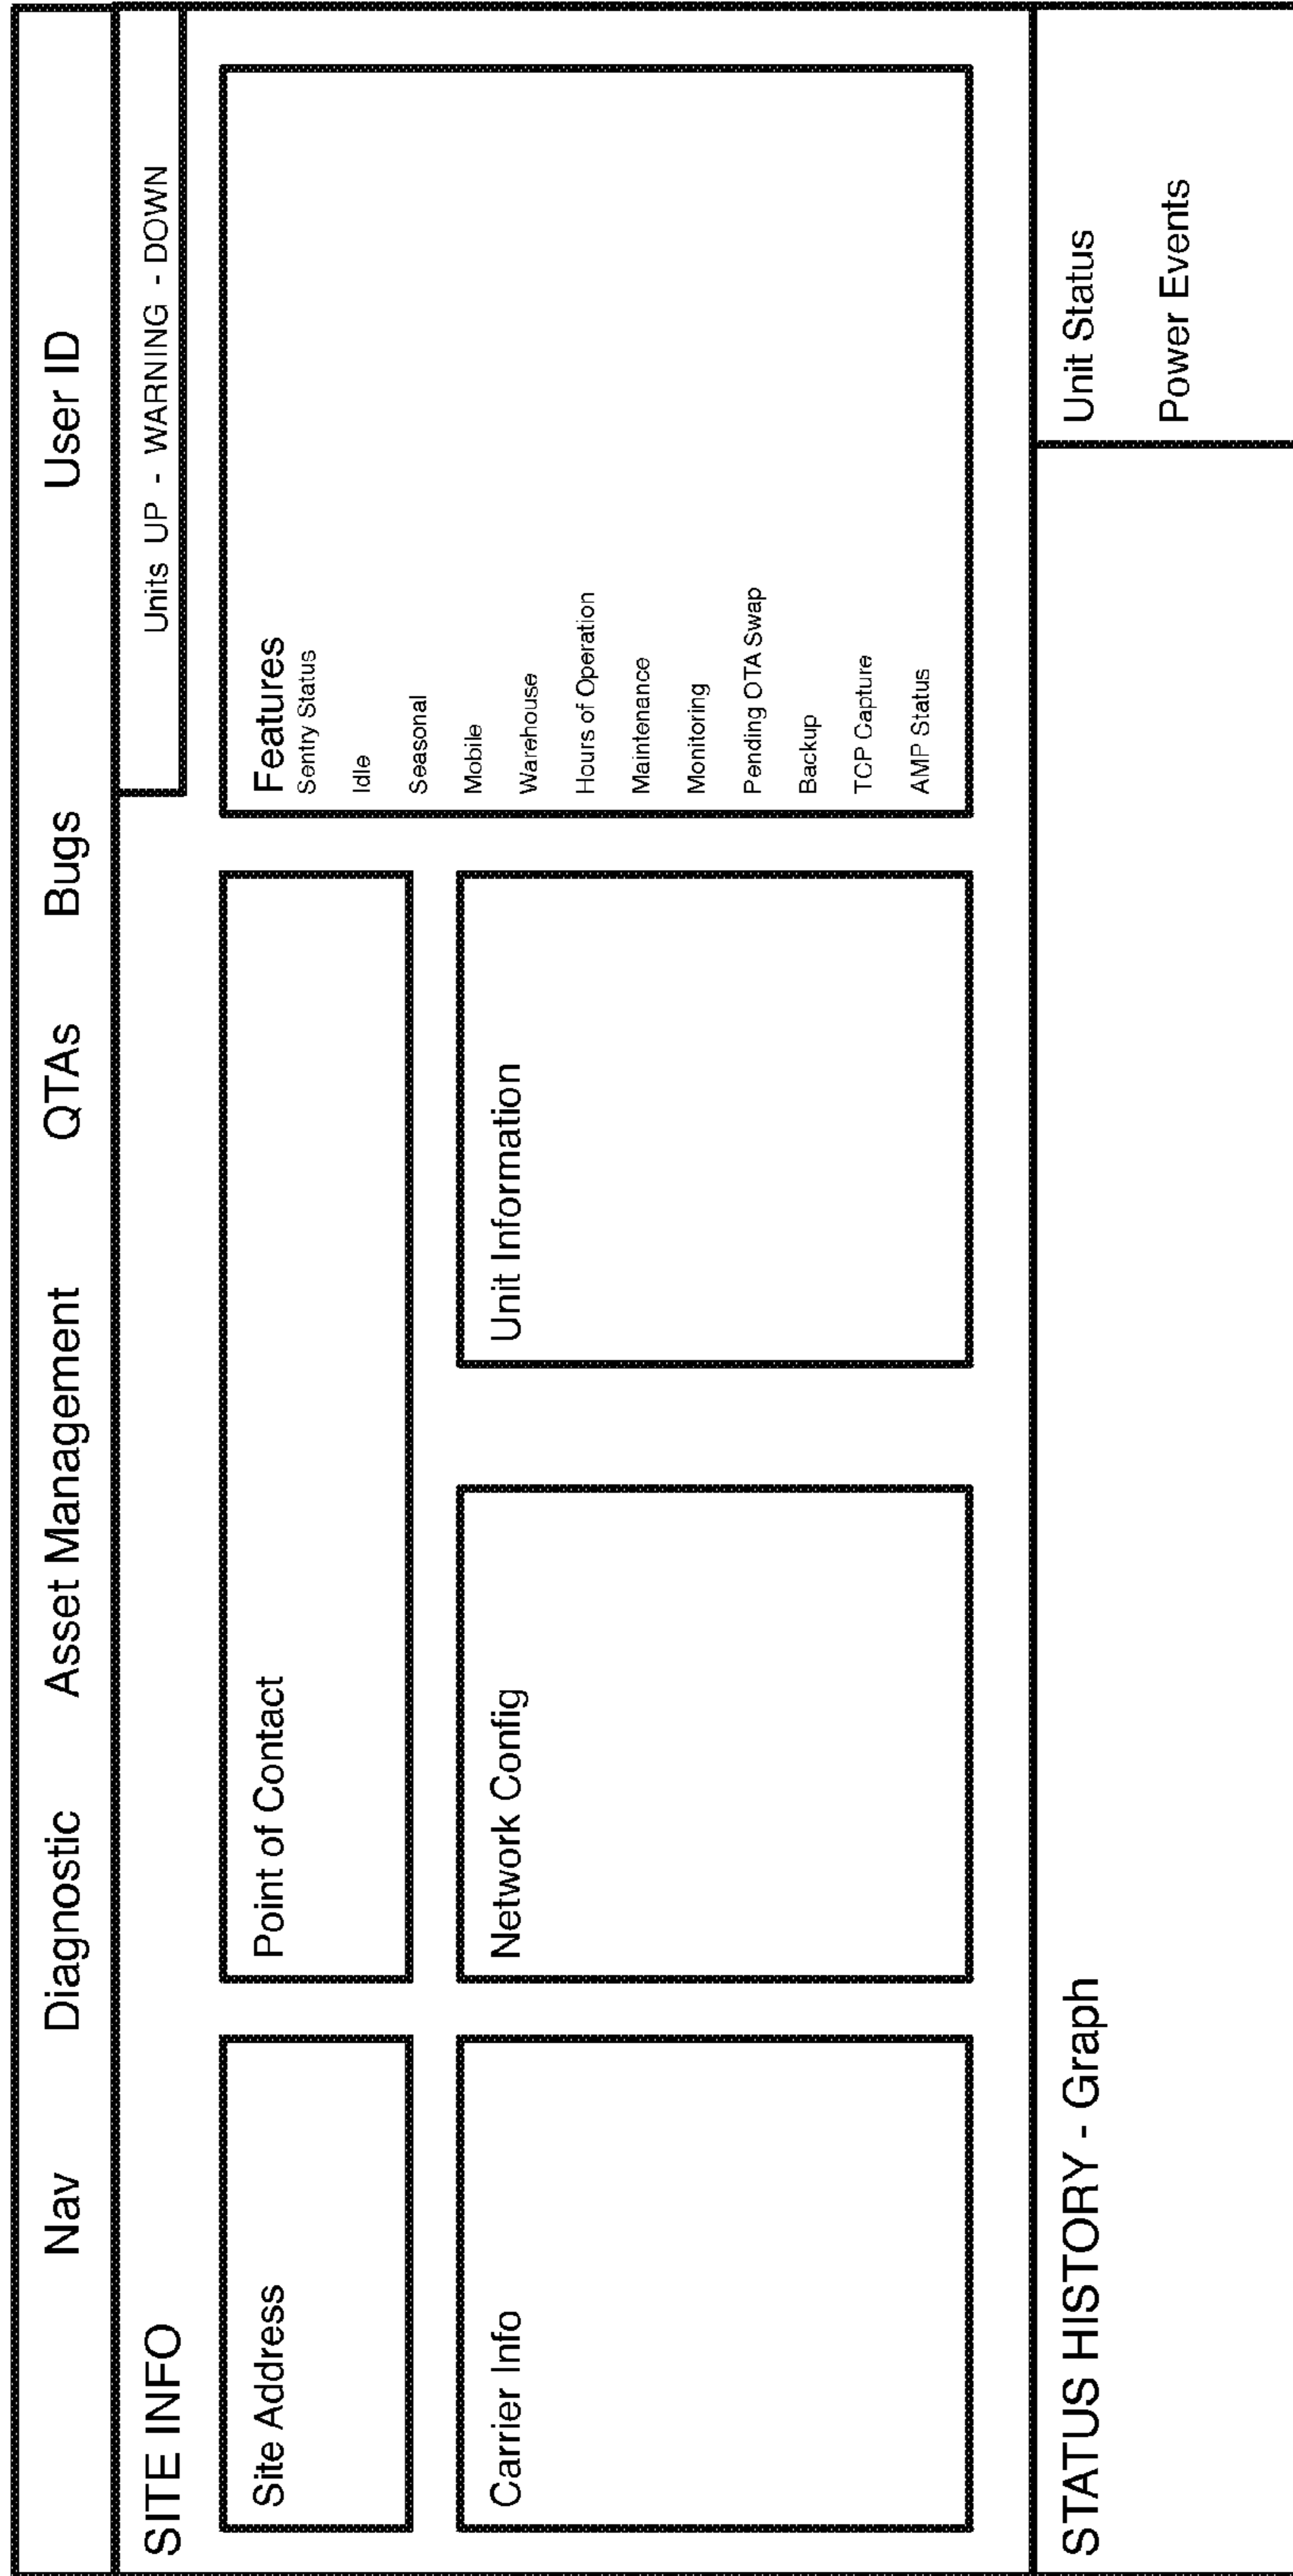 Nav Diagnostic Asset Management QTAs Bugs User ID
SITE INFO
Units UP - WARNING - DOWN
Site Address
Point of Contact
Features
Sentry Status
Idle
Seasonal
Mobile
Warehouse
Hours of Operation
Maintenance
Monitoring
Pending OTA Swap
Backup
TCP Capture
AMP Status
Carrier Info
Network Config
Unit Information
STATUS HISTORY - Graph
Unit Status
Power Events